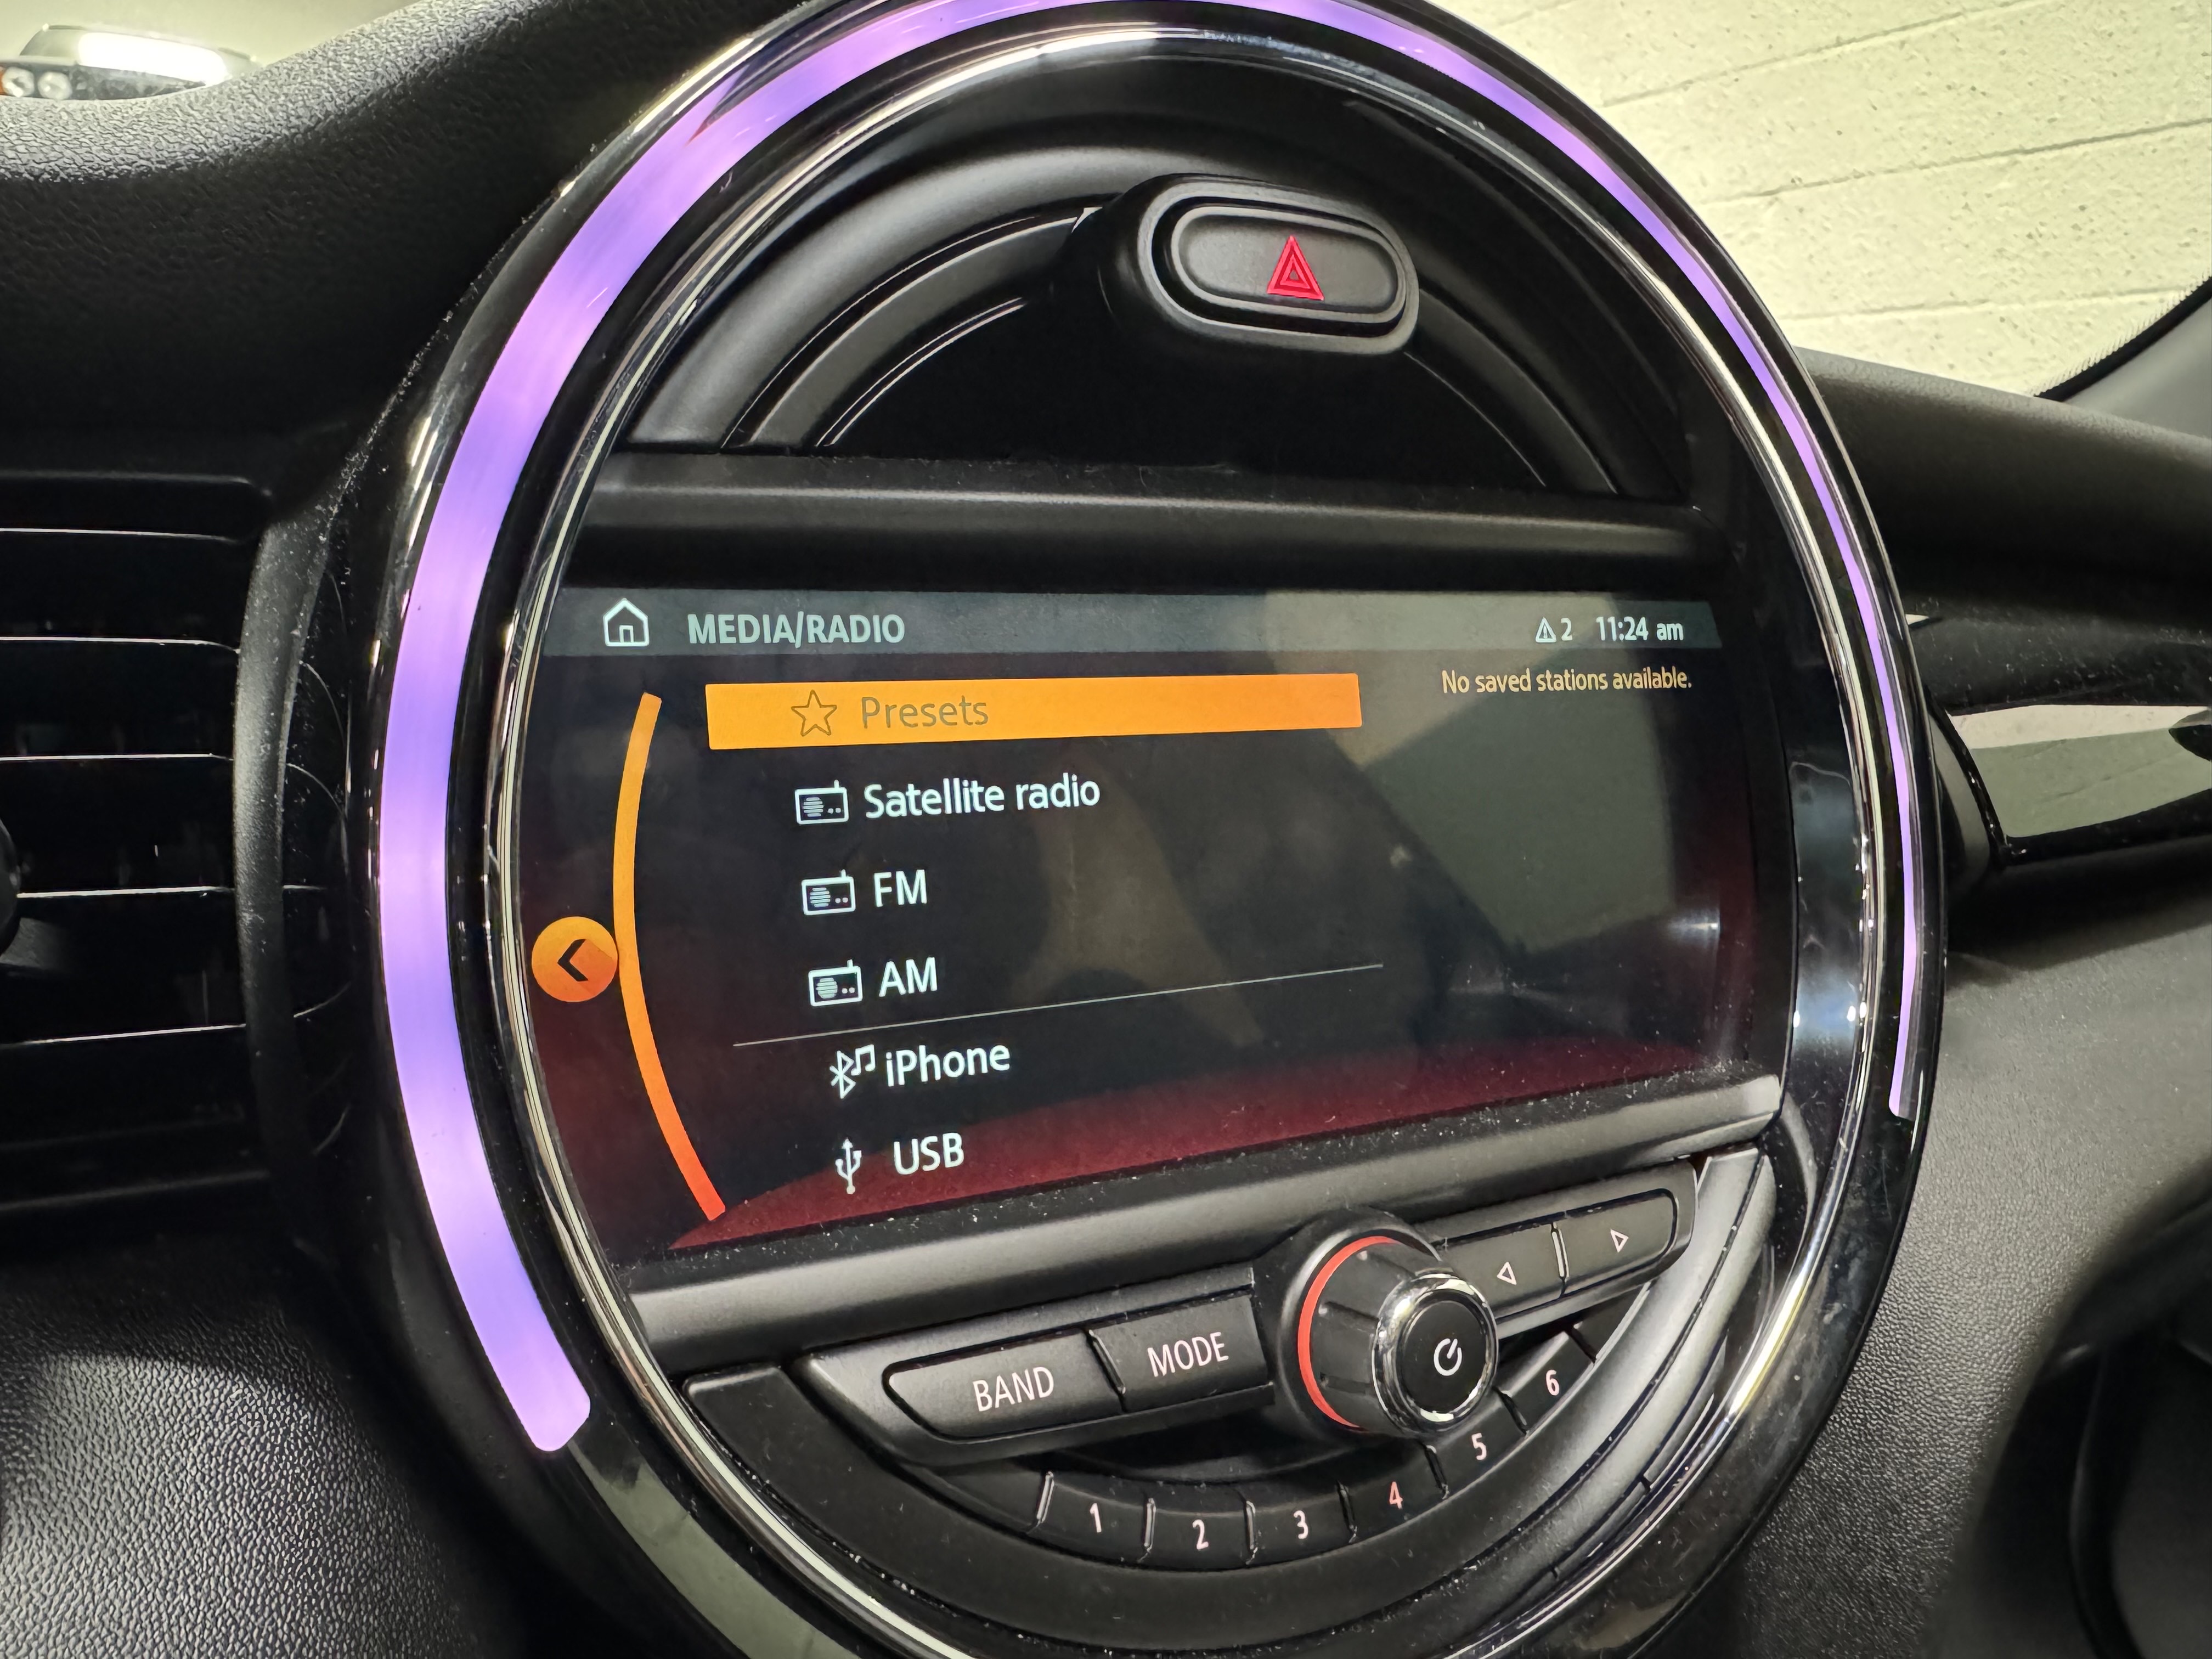 MEDIA/RADIO
2 11:24 am
Presets
No saved stations available.
Satellite radio
FM
AM
iPhone
USB
BAND
MODE
1
2
3
4
5
6